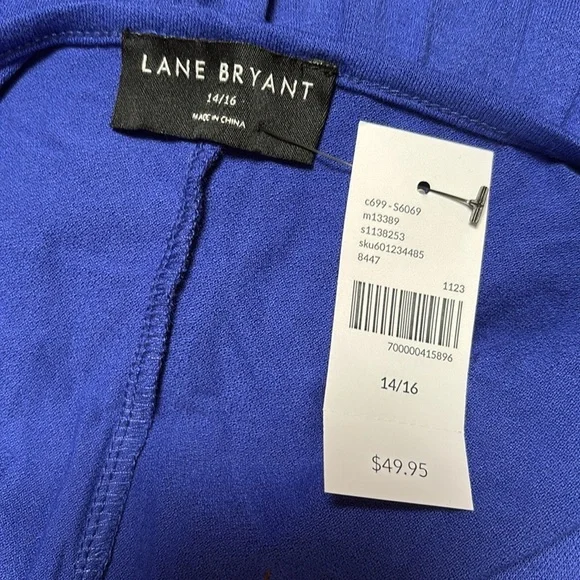 LANE BRYANT
14/16
MADE IN CHINA
c699-S6069
m13389
s1138253
sku601234485
8447
1123
700000415896
14/16
$49.95